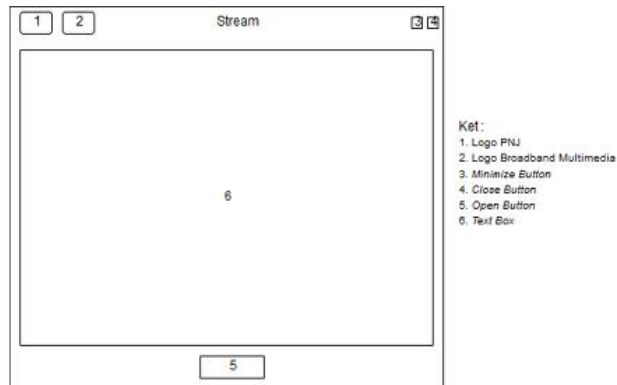 1 2 Stream 3 4
6
5
Ket :
1. Logo PNJ
2. Logo Broadband Multimedia
3. Minimize Button
4. Close Button
5. Open Button
6. Text Box